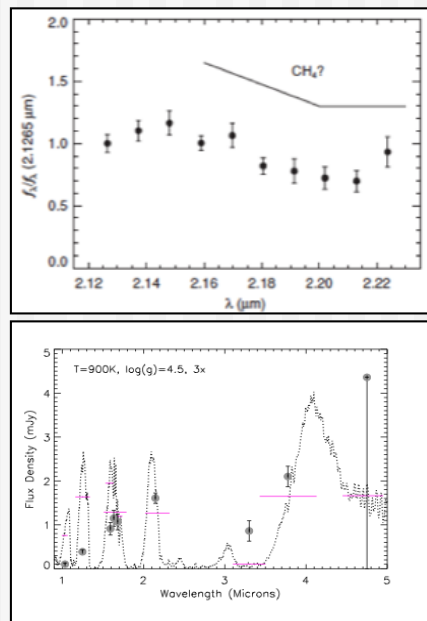 2.0
1.5
1.0
0.5
0.0
fλ/fλ (2.1265 μm)
CH₄?
2.12 2.14 2.16 2.18 2.20 2.22
λ (μm)
5
4
3
2
1
0
Flux Density (mJy)
T=900K, log(g)=4.5, 3x
1 2 3 4 5
Wavelength (Microns)